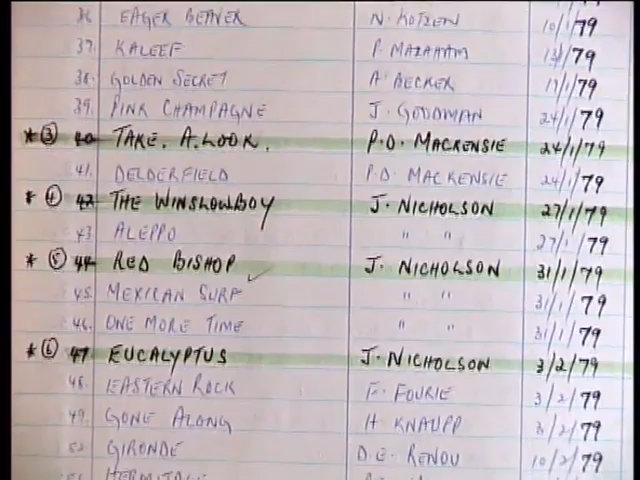 36 EAGER BEAVER N. KOTZEN 10/1/79
37. KALEEF P. MAZAHAM 13/1/79
38. GOLDEN SECRET A. BECKER 17/1/79
39. PINK CHAMPAGNE J. GOODMAN 24/1/79
* 3 40 TAKE. A. LOOK. P.D. MACKENSIE 24/1/79
41. DELDERFIELD P.D. MACKENSIE 24/1/79
* 4 42 THE WINSLOWBOY J. NICHOLSON 27/1/79
43. ALEPPO " " 27/1/79
* 5 44 RED BISHOP J. NICHOLSON 31/1/79
45. MEXICAN SURF " " 31/1/79
46. ONE MORE TIME " " 31/1/79
* 6 47 EUCALYPTUS J. NICHOLSON 3/2/79
48. EASTERN ROCK F. FOURIE 3/2/79
49. GONE ALONG H KNAUPP 3/2/79
GIRONDE D.E. RENOU 10/2/79
HERMITAGE